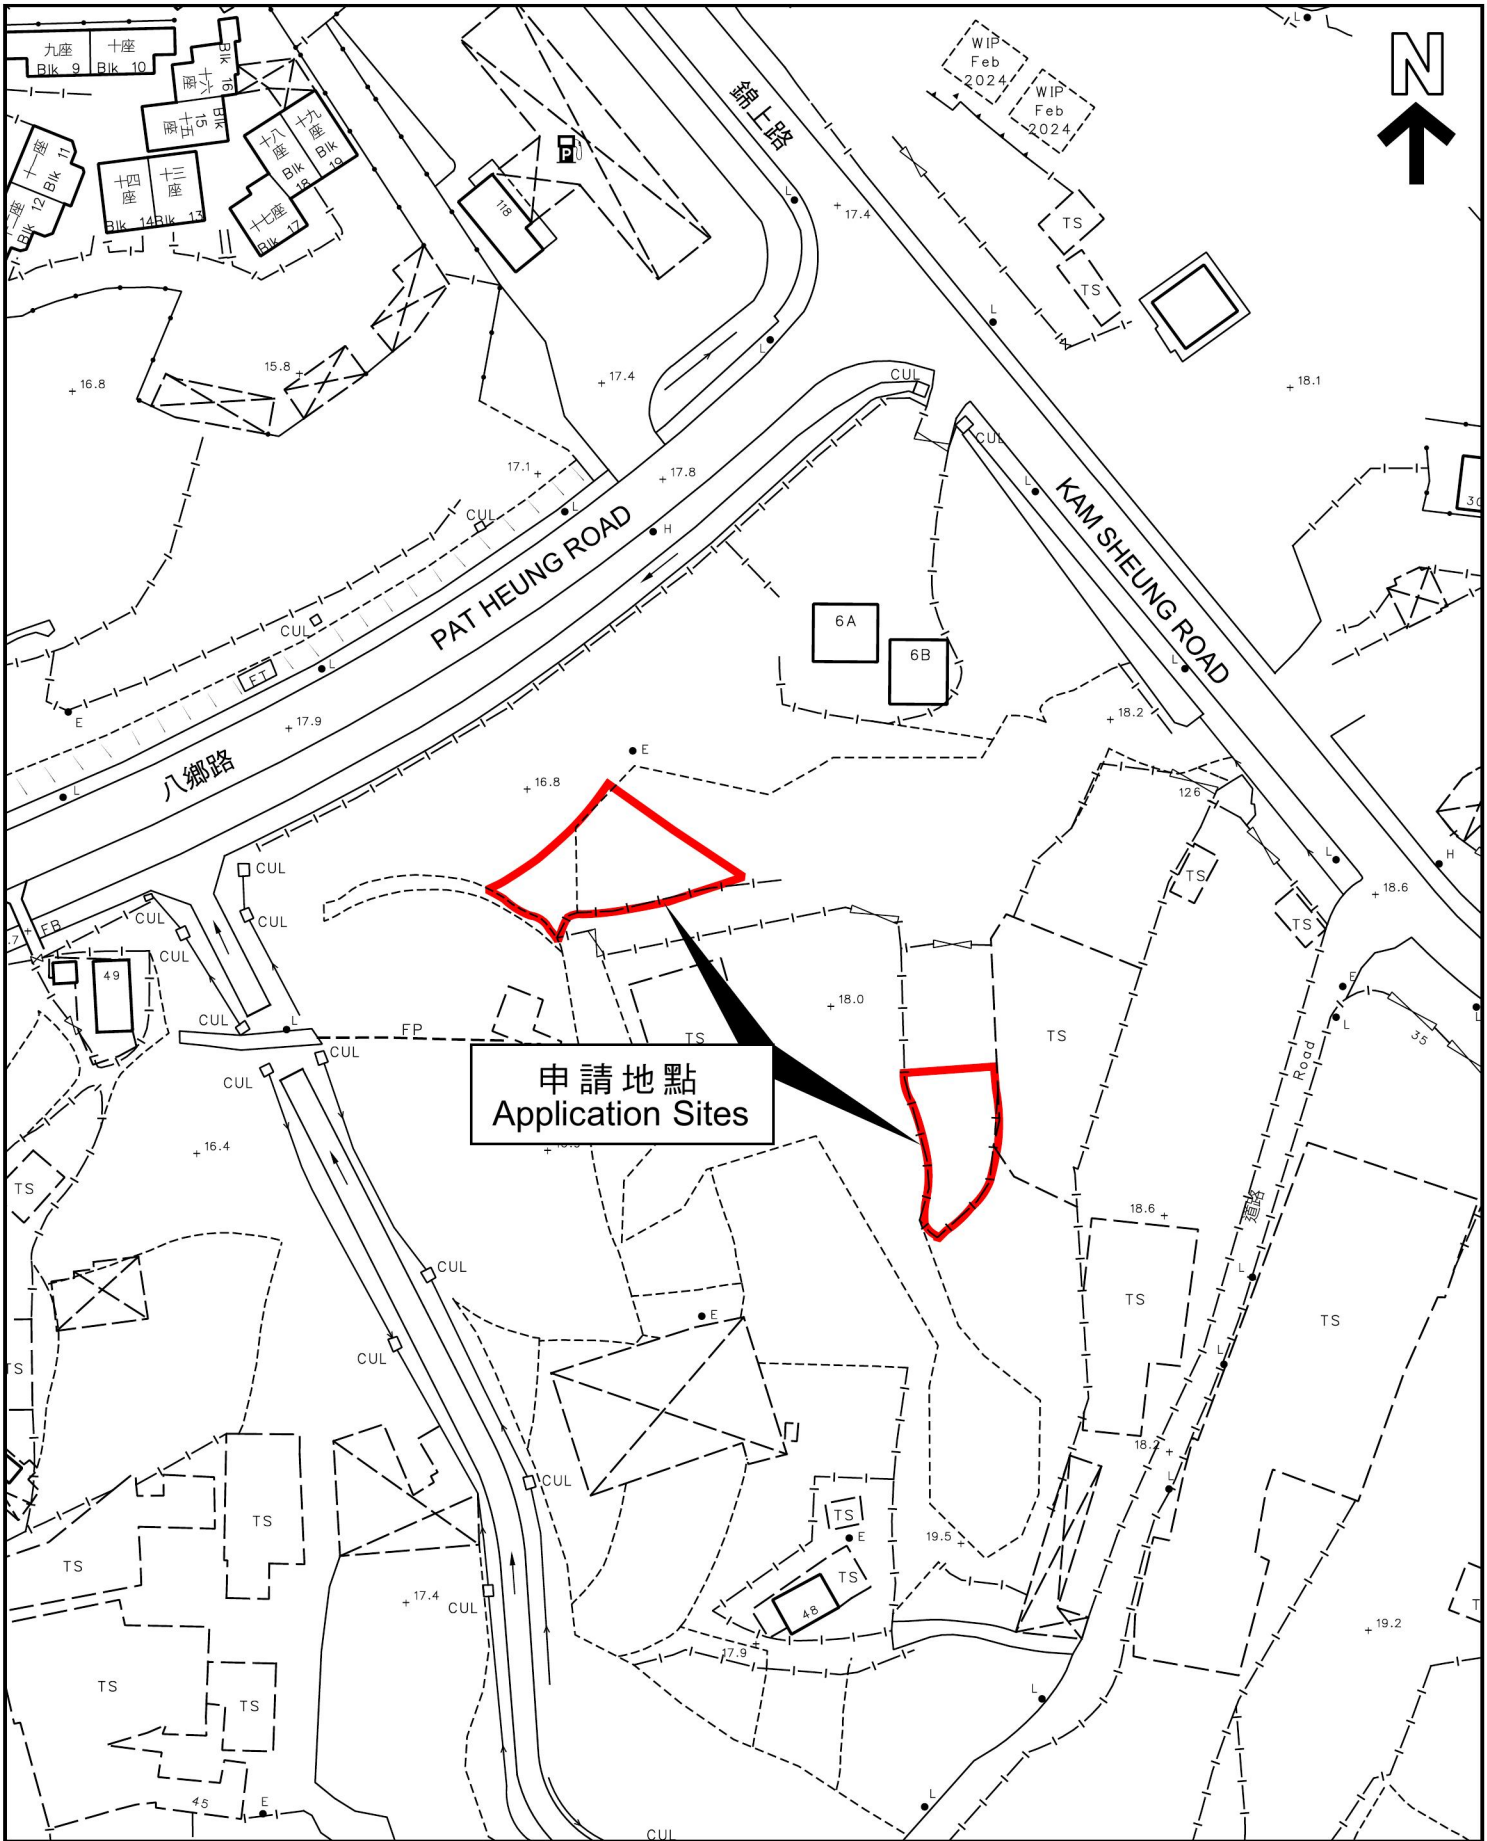 九座
Blk 9
十座
Blk 10
十六座
Blk 16
十五座
Blk 15
十一座
Blk 11
Blk 12
十四座
Blk 14
十三座
Blk 13
十八座
Blk 18
十九座
Blk 19
十七座
Blk 17
118
P
錦上路
L
WIP
Feb
2024
WIP
Feb
2024
N
17.4
TS
TS
L
L
L
16.8
15.8
17.4
18.1
CUL
CUL
17.1
17.8
L
CUL
L
H
PAT HEUNG ROAD
KAM SHEUNG ROAD
CUL
FT
L
6A
6B
L
E
17.9
18.2
八鄉路
L
E
16.8
126
L
H
TS
18.6
TS
CUL
CUL
CUL
CUL
FB
49
CUL
L
FP
CUL
CUL
TS
18.0
TS
E
L
L
35
Road
申請地點
Application Sites
16.4
TS
18.6
道路
CUL
L
TS
TS
E
CUL
TS
L
18.2
L
CUL
TS
TS
TS
E
19.5
TS
48
17.4
CUL
17.9
19.2
TS
TS
L
45
E
L
CUL